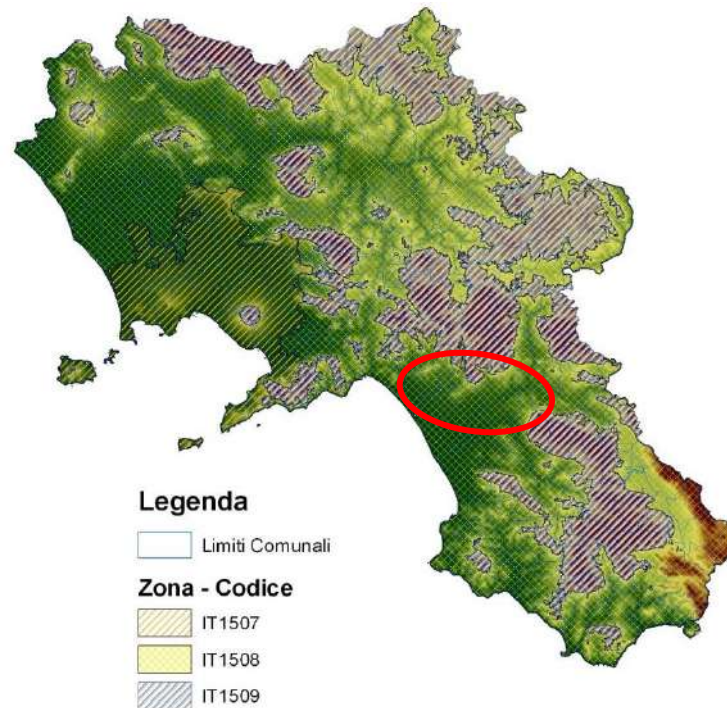 Legenda
Limiti Comunali
Zona - Codice
IT1507
IT1508
IT1509